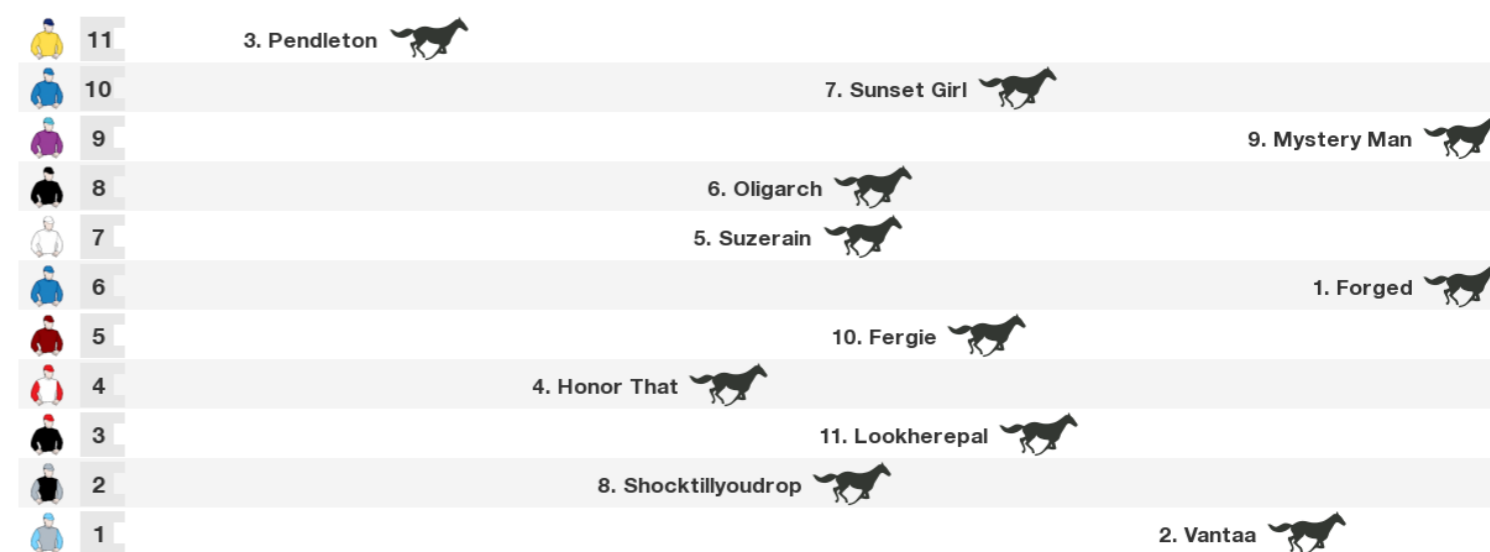 11 3. Pendleton
10 7. Sunset Girl
9 9. Mystery Man
8 6. Oligarch
7 5. Suzerain
6 1. Forged
5 10. Fergie
4 4. Honor That
3 11. Lookherepal
2 8. Shocktillyoudrop
1 2. Vantaa